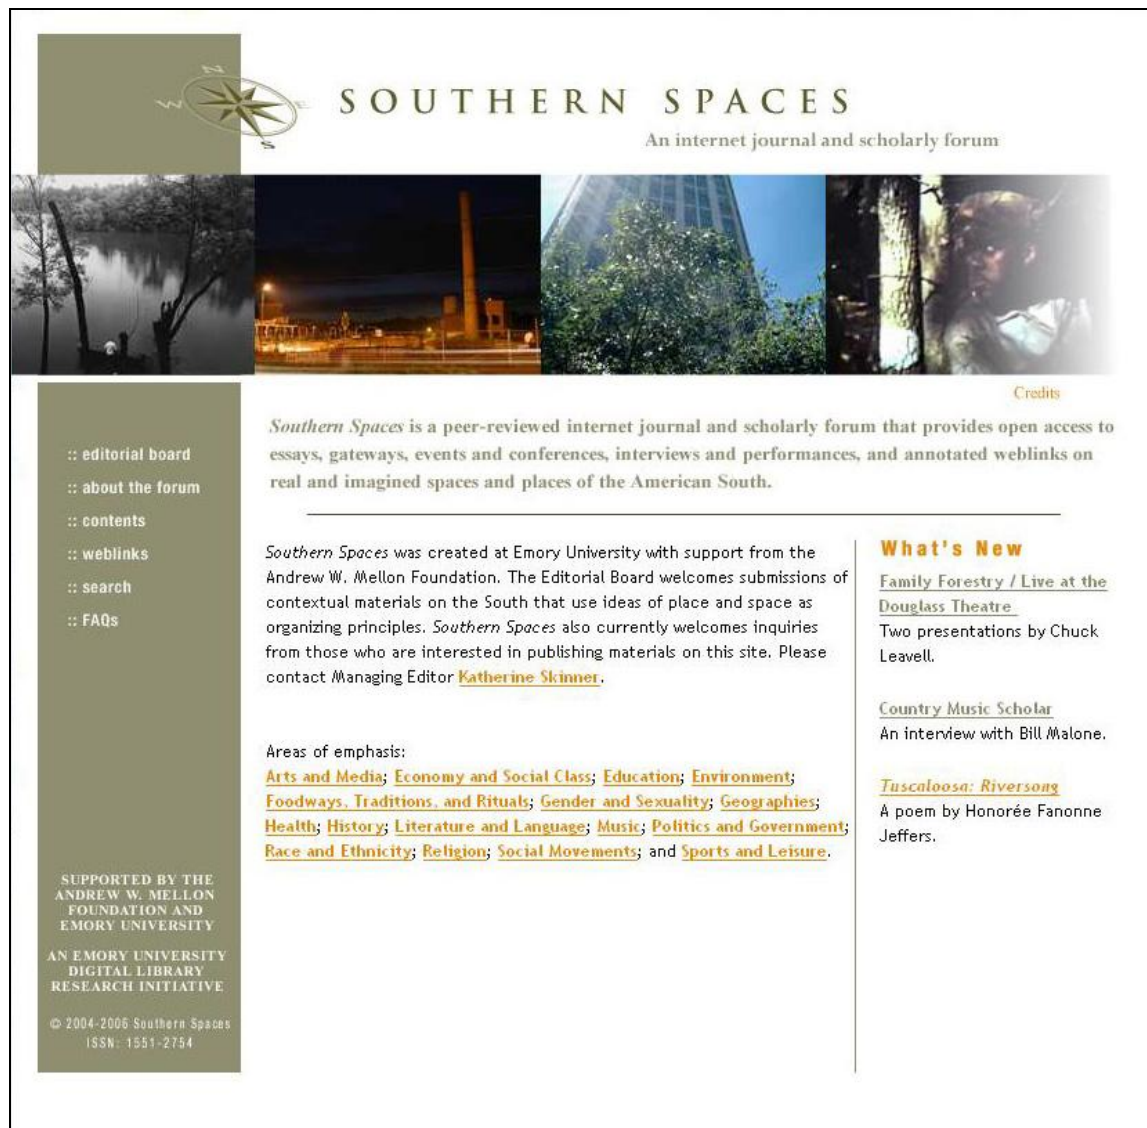 N
W
E
S
SOUTHERN SPACES
An internet journal and scholarly forum
Credits
:: editorial board
:: about the forum
:: contents
:: weblinks
:: search
:: FAQs
SUPPORTED BY THE
ANDREW W. MELLON
FOUNDATION AND
EMORY UNIVERSITY
AN EMORY UNIVERSITY
DIGITAL LIBRARY
RESEARCH INITIATIVE
© 2004-2006 Southern Spaces
ISSN: 1551-2754
Southern Spaces is a peer-reviewed internet journal and scholarly forum that provides open access to
essays, gateways, events and conferences, interviews and performances, and annotated weblinks on
real and imagined spaces and places of the American South.
Southern Spaces was created at Emory University with support from the
Andrew W. Mellon Foundation. The Editorial Board welcomes submissions of
contextual materials on the South that use ideas of place and space as
organizing principles. Southern Spaces also currently welcomes inquiries
from those who are interested in publishing materials on this site. Please
contact Managing Editor Katherine Skinner.
Areas of emphasis:
Arts and Media; Economy and Social Class; Education; Environment;
Foodways, Traditions, and Rituals; Gender and Sexuality; Geographies;
Health; History; Literature and Language; Music; Politics and Government;
Race and Ethnicity; Religion; Social Movements; and Sports and Leisure.
What's New
Family Forestry / Live at the
Douglass Theatre
Two presentations by Chuck
Leavell.
Country Music Scholar
An interview with Bill Malone.
Tuscaloosa: Riversong
A poem by Honorée Fanonne
Jeffers.